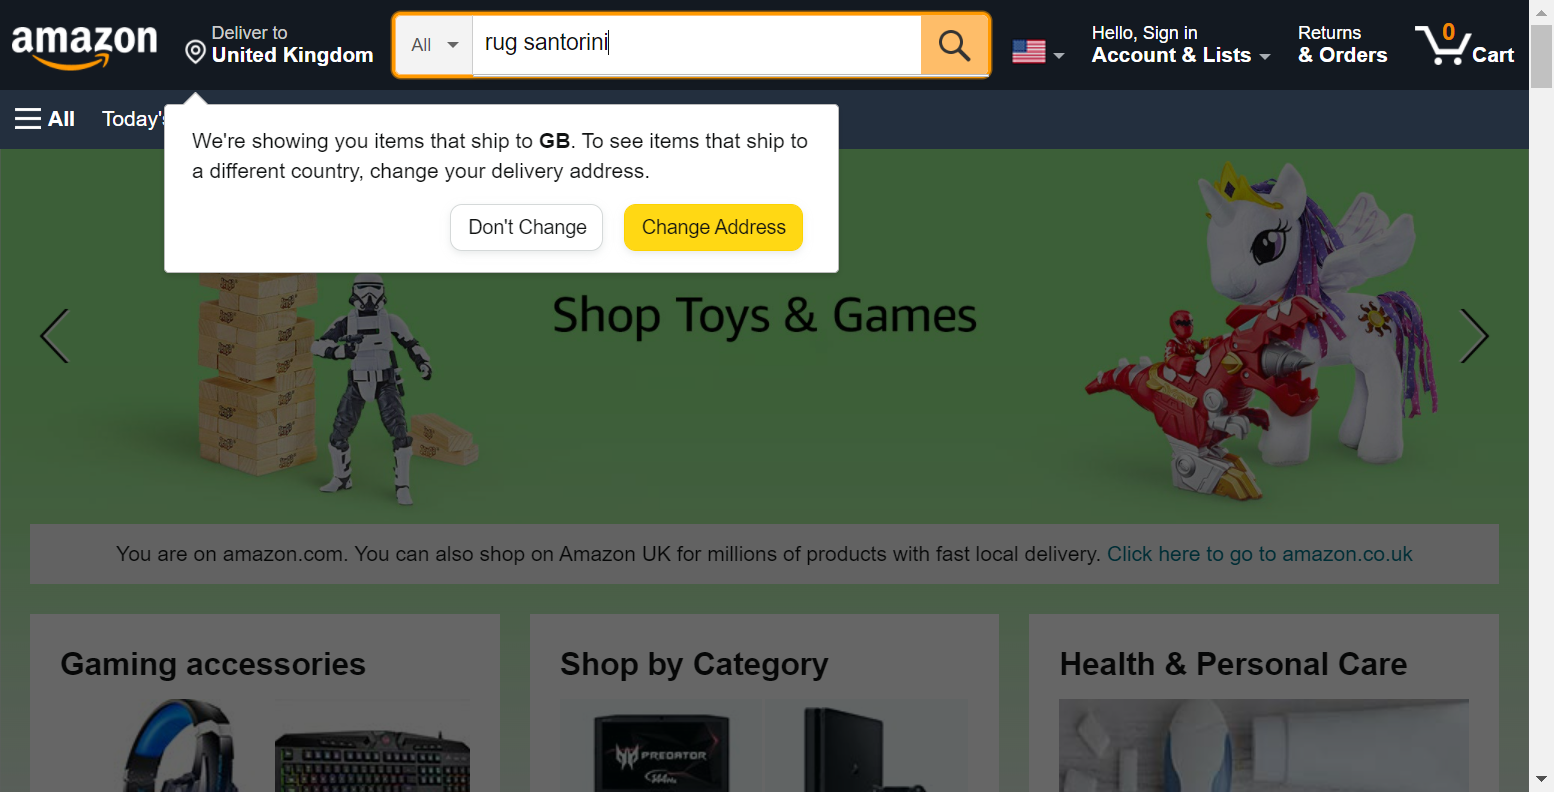 amazon
Deliver to
United Kingdom
All
rug santorini
Hello, Sign in
Account & Lists
Returns
& Orders
0
Cart
All
Today's
We're showing you items that ship to GB. To see items that ship to
a different country, change your delivery address.
Don't Change
Change Address
Shop Toys & Games
You are on amazon.com. You can also shop on Amazon UK for millions of products with fast local delivery. Click here to go to amazon.co.uk
Gaming accessories
Shop by Category
Health & Personal Care
PREDATOR